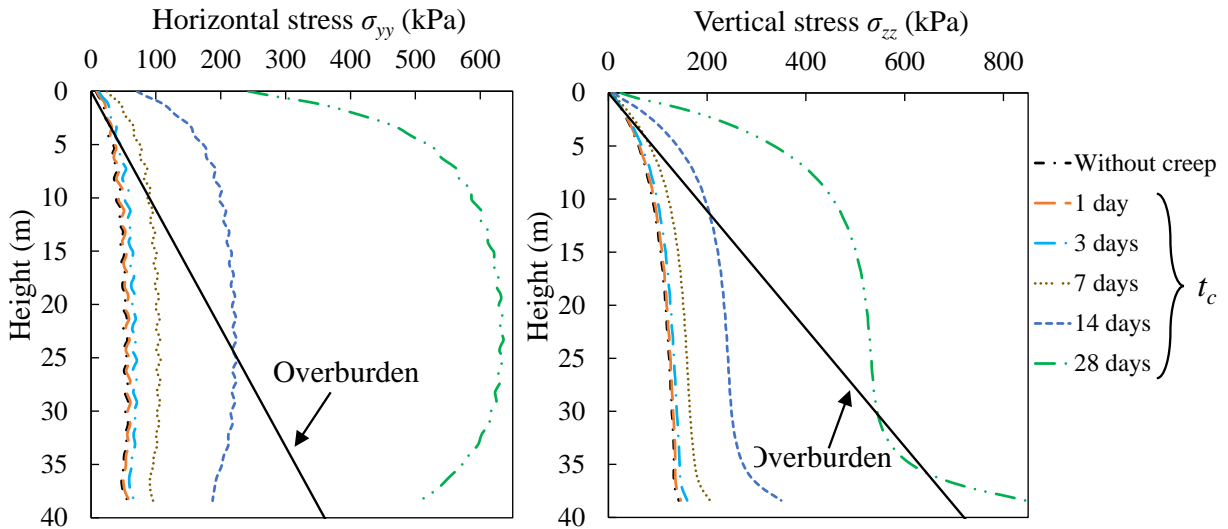 Horizontal stress σyy (kPa)
0 100 200 300 400 500 600
0
5
10
15
20
25
30
35
40
Height (m)
Overburden
Vertical stress σzz (kPa)
0 200 400 600 800
0
5
10
15
20
25
30
35
40
Height (m)
Overburden
Without creep
1 day
3 days
7 days
14 days
28 days
tc